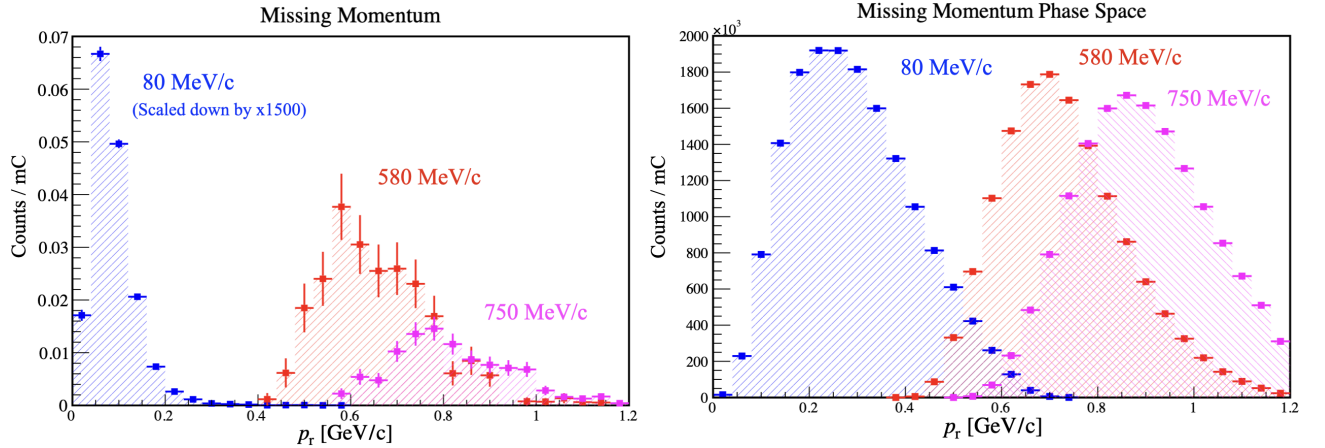 Missing Momentum
0.07
0.06
0.05
0.04
0.03
0.02
0.01
0
Counts / mC
80 MeV/c
(Scaled down by x1500)
580 MeV/c
750 MeV/c
0 0.2 0.4 0.6 0.8 1 1.2
pr [GeV/c]
Missing Momentum Phase Space
×10³
2000
1800
1600
1400
1200
1000
800
600
400
200
0
Counts / mC
80 MeV/c
580 MeV/c
750 MeV/c
0 0.2 0.4 0.6 0.8 1 1.2
pr [GeV/c]